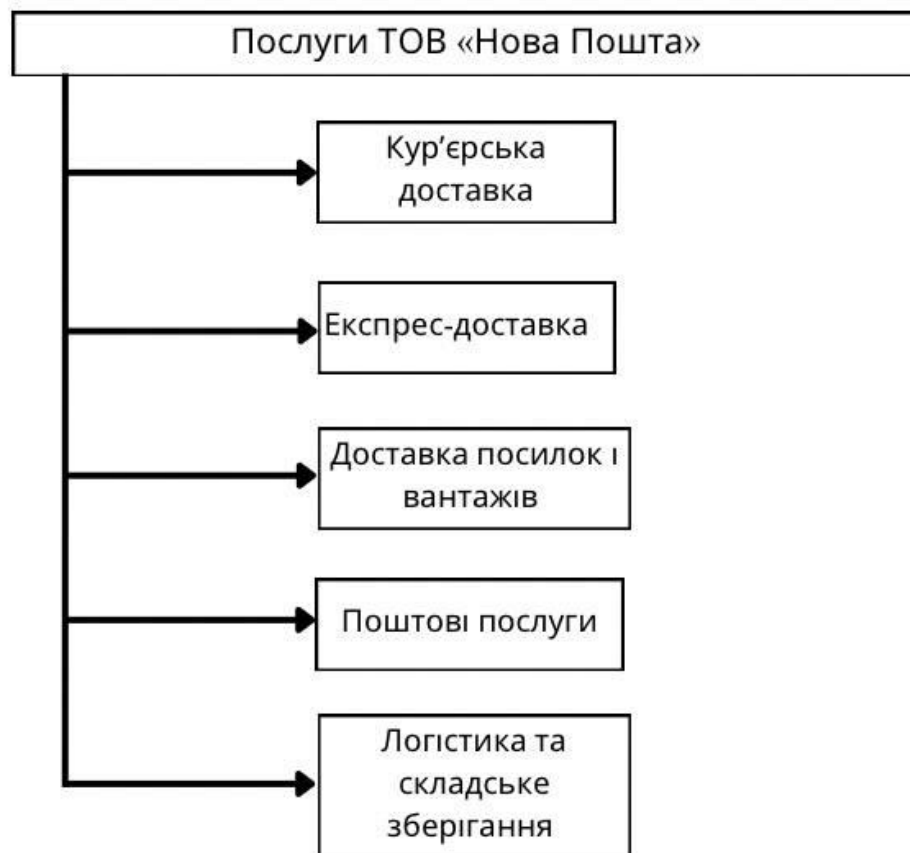 Послуги ТОВ «Нова Пошта»
Кур’єрська
доставка
Експрес-доставка
Доставка посилок і
вантажів
Поштові послуги
Логістика та
складське
зберігання